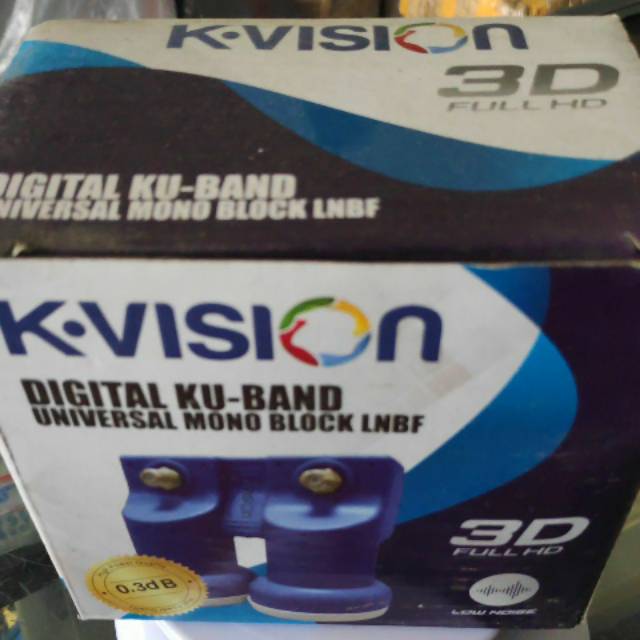 K·VISION
3D
FULL HD
DIGITAL KU-BAND
UNIVERSAL MONO BLOCK LNBF
K·VISION
DIGITAL KU-BAND
UNIVERSAL MONO BLOCK LNBF
0.3dB
3D
FULL HD
LOW NOISE